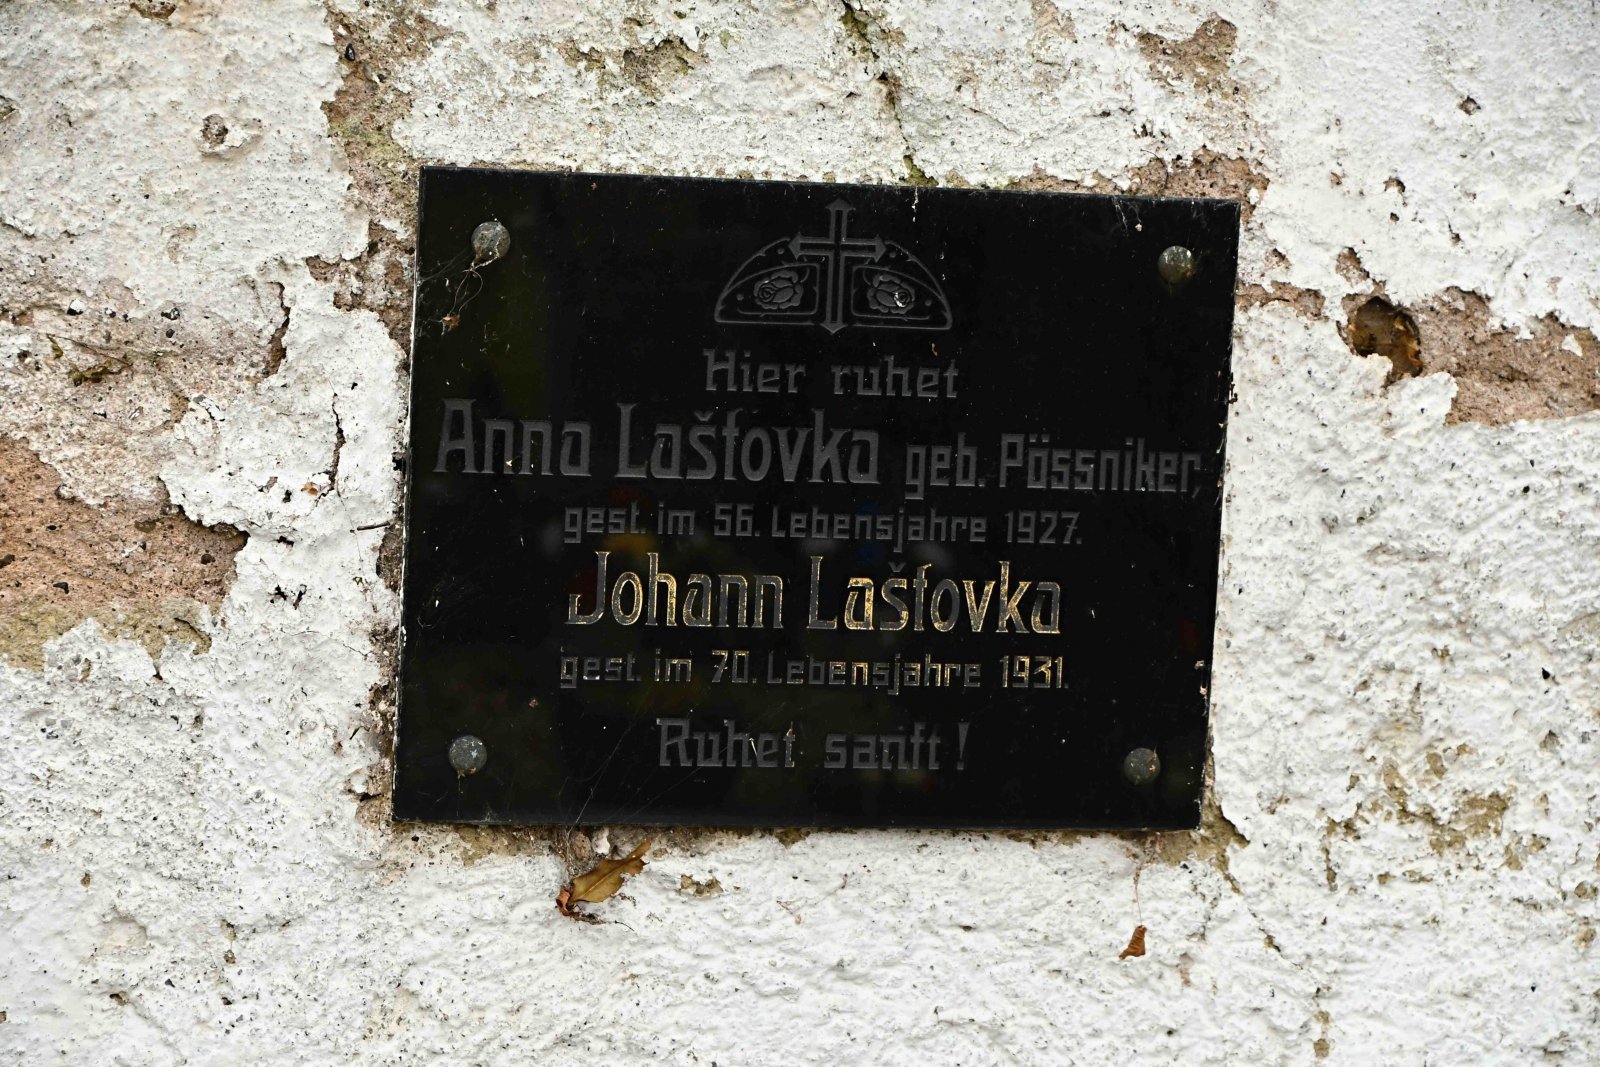 Hier ruhet
Anna Laštovka geb. Pössniker,
gest. im 56. Lebensjahre 1927.
Johann Laštovka
gest. im 70. Lebensjahre 1931.
Ruhet sanft!